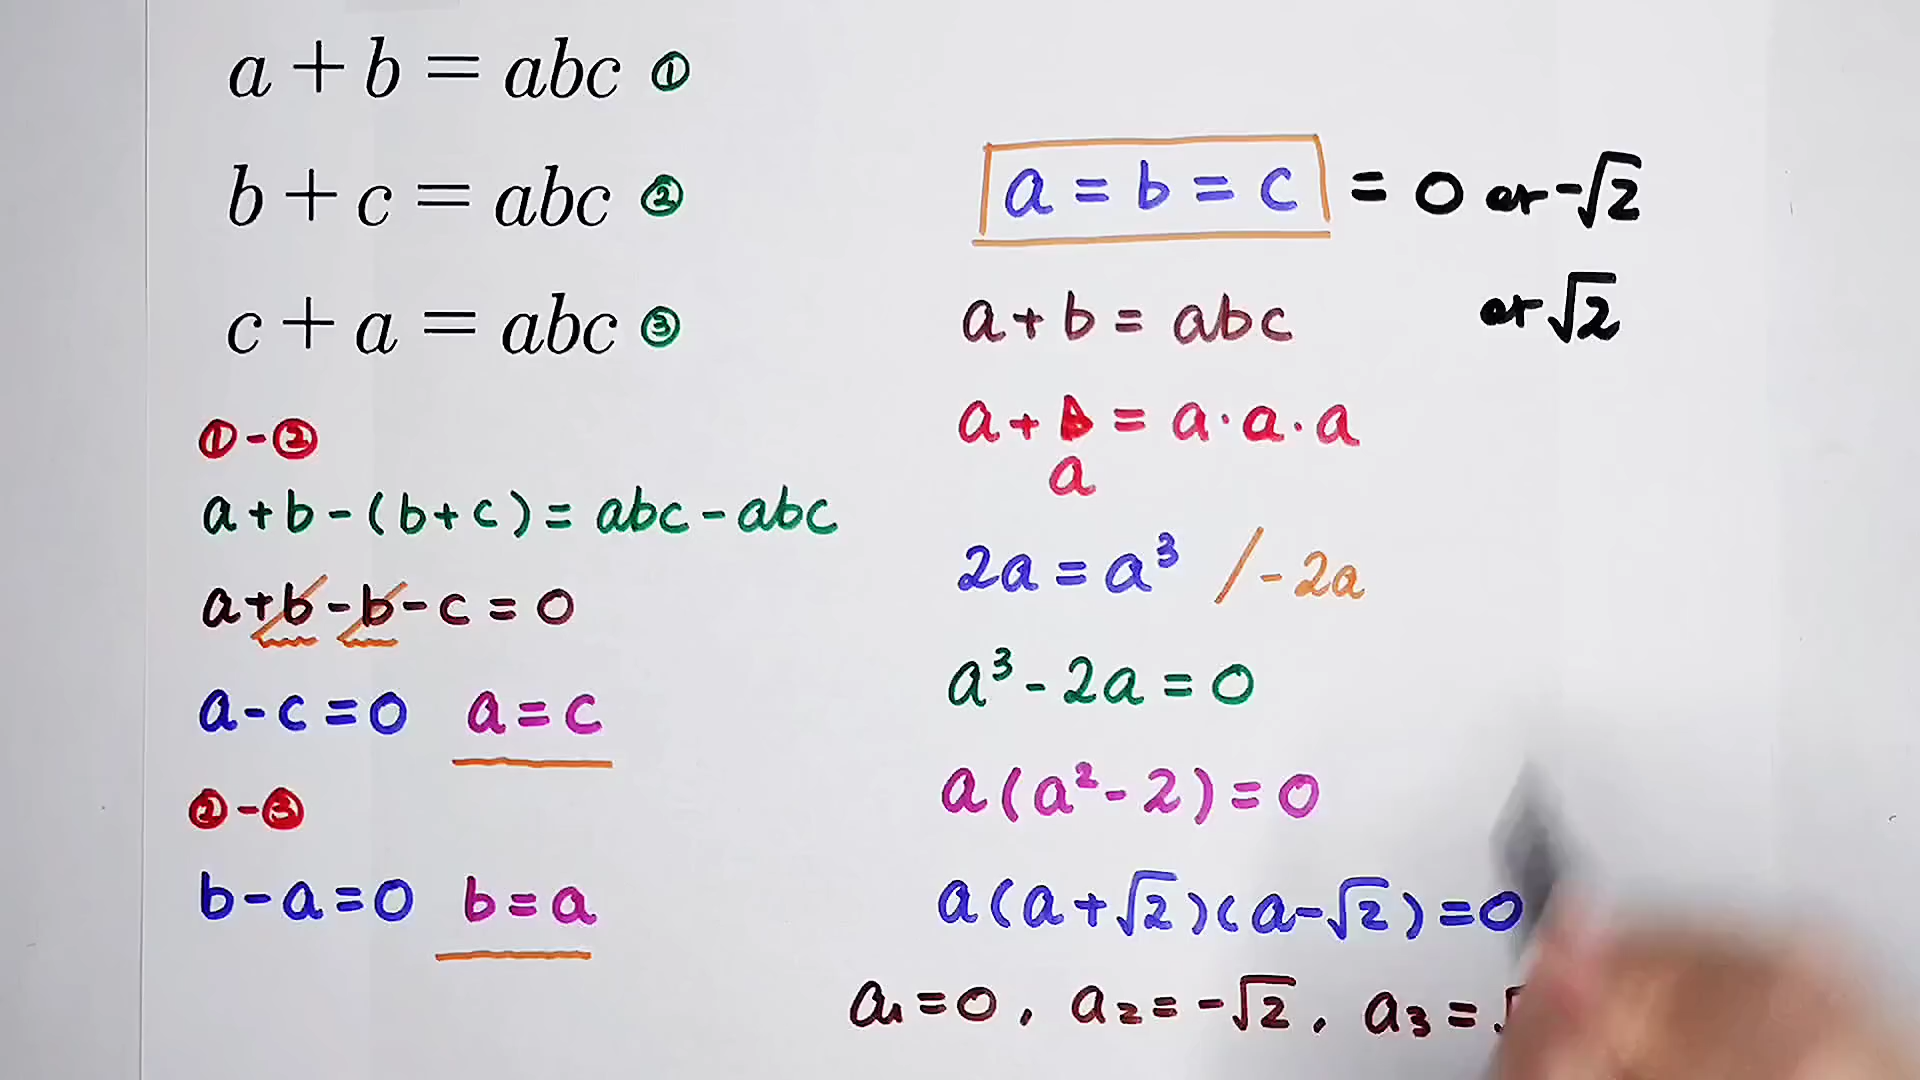 a + b = abc ①
b + c = abc ②
c + a = abc ③
①-②
a+b-(b+c)=abc-abc
a+b-b-c=0
a-c=0 a=c
②-③
b-a=0 b=a
a=b=c = 0 or -√2
or √2
a+b=abc
a+ = a·a·a
a
2a=a³ /-2a
a³-2a=0
a(a²-2)=0
a(a+√2)(a-√2)=0
a₁=0, a₂=-√2, a₃=